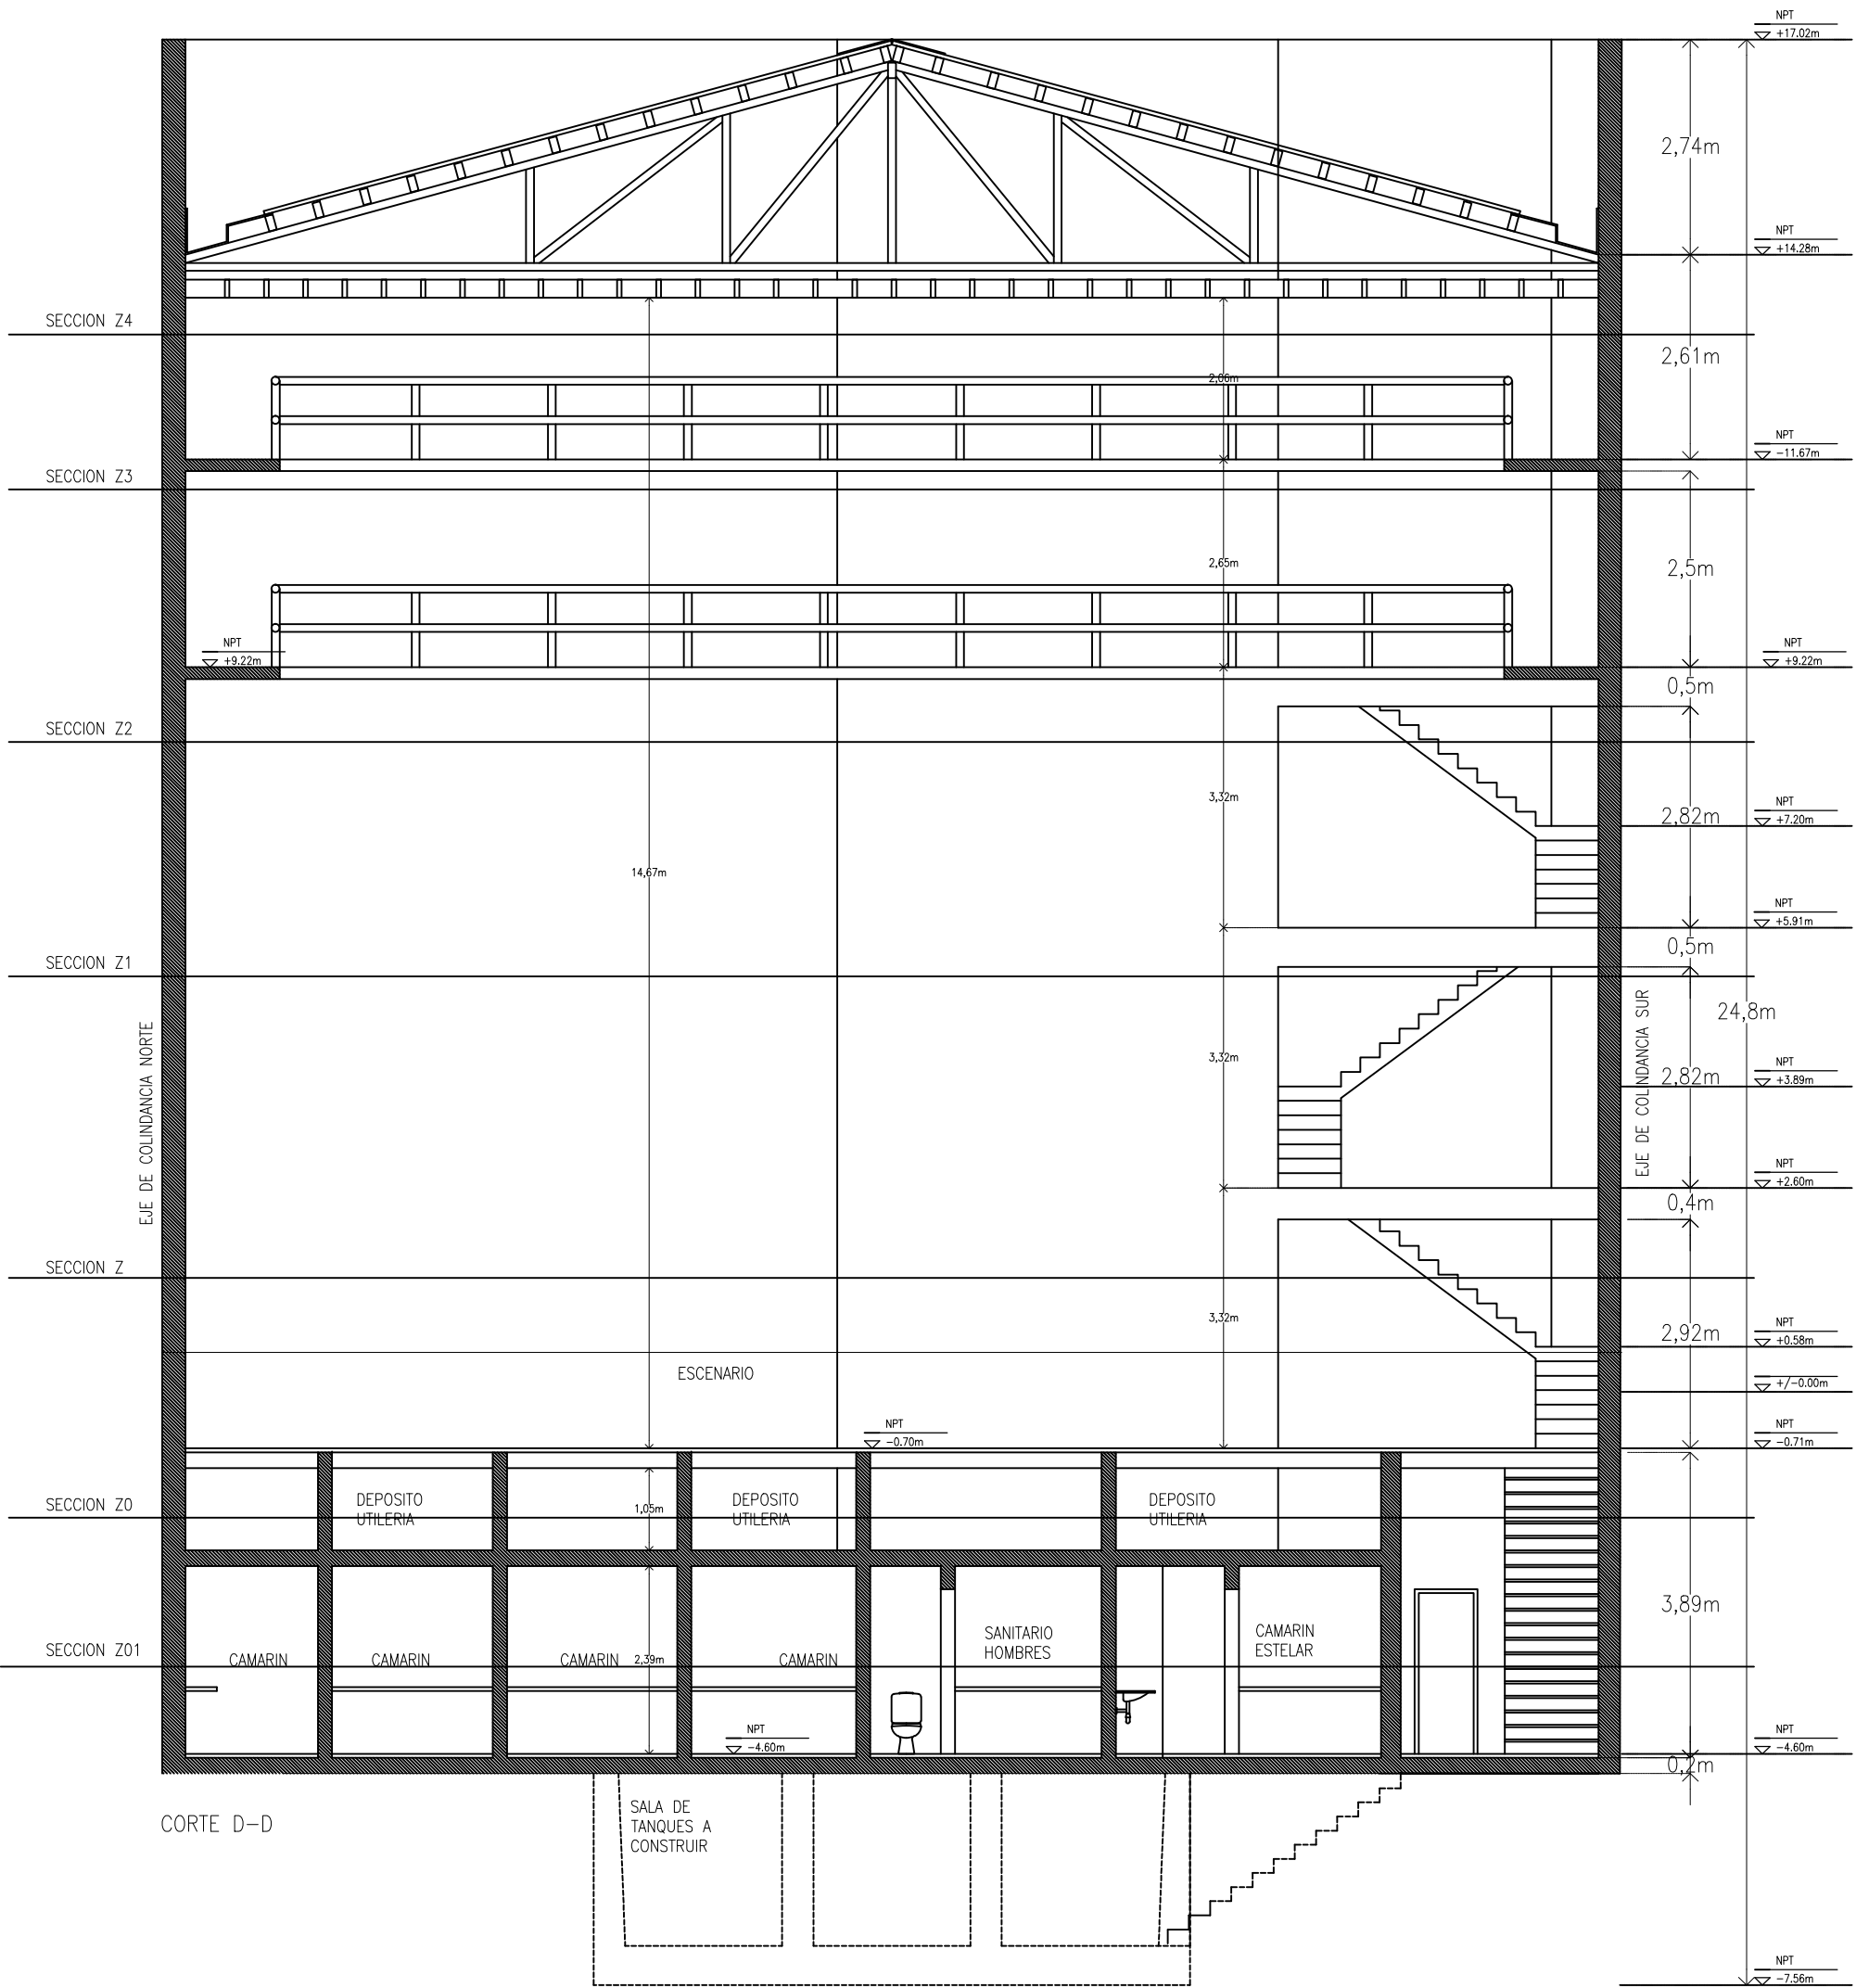 NPT
+17.02m
2,74m
NPT
+14.28m
SECCION Z4
2,61m
2,06m
NPT
-11.67m
SECCION Z3
2,65m
2,5m
NPT
+9.22m
NPT
+9.22m
0,5m
SECCION Z2
3,32m
2,82m
NPT
+7.20m
14,67m
NPT
+5.91m
0,5m
SECCION Z1
EJE DE COLINDANCIA NORTE
EJE DE COLINDANCIA SUR
24,8m
3,32m
2,82m
NPT
+3.89m
NPT
+2.60m
0,4m
SECCION Z
3,32m
2,92m
NPT
+0.58m
ESCENARIO
+/-0.00m
NPT
-0.70m
NPT
-0.71m
SECCION Z0
DEPOSITO
UTILERIA
1,05m
DEPOSITO
UTILERIA
DEPOSITO
UTILERIA
3,89m
SECCION Z01
CAMARIN
CAMARIN
CAMARIN
2,39m
CAMARIN
SANITARIO
HOMBRES
CAMARIN
ESTELAR
NPT
-4.60m
NPT
-4.60m
0,2m
CORTE D-D
SALA DE
TANQUES A
CONSTRUIR
NPT
-7.56m